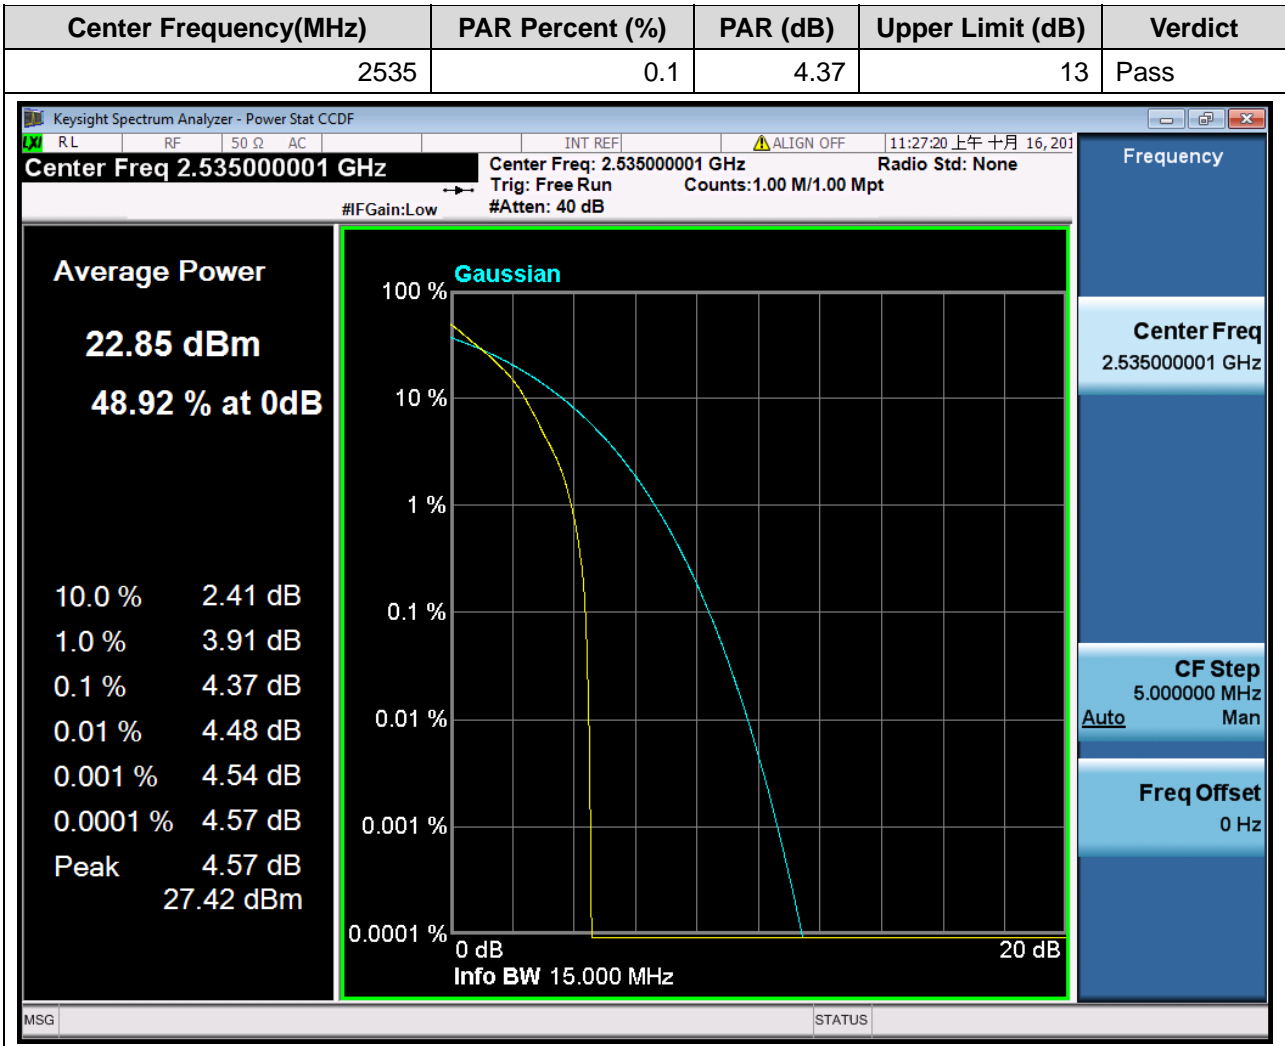 Center Frequency(MHz) PAR Percent (%) PAR (dB) Upper Limit (dB) Verdict
2535 0.1 4.37 13 Pass
Keysight Spectrum Analyzer - Power Stat CCDF
LXI RL RF 50 Ω AC INT REF ALIGN OFF 11:27:20 上午 十月 16, 201
Center Freq 2.535000001 GHz
Center Freq: 2.535000001 GHz Radio Std: None
Trig: Free Run Counts:1.00 M/1.00 Mpt
#IFGain:Low #Atten: 40 dB
Frequency
Average Power
22.85 dBm
48.92 % at 0dB
10.0 % 2.41 dB
1.0 % 3.91 dB
0.1 % 4.37 dB
0.01 % 4.48 dB
0.001 % 4.54 dB
0.0001 % 4.57 dB
Peak 4.57 dB
27.42 dBm
Gaussian
100 %
10 %
1 %
0.1 %
0.01 %
0.001 %
0.0001 %
0 dB 20 dB
Info BW 15.000 MHz
Center Freq
2.535000001 GHz
CF Step
5.000000 MHz
Auto Man
Freq Offset
0 Hz
MSG STATUS